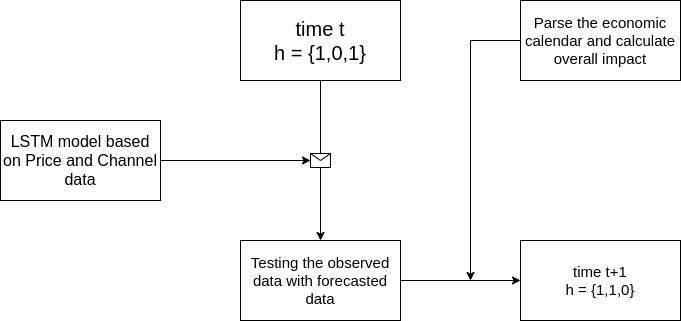 time t
h = {1,0,1}
Parse the economic
calendar and calculate
overall impact
LSTM model based
on Price and Channel
data
Testing the observed
data with forecasted
data
time t+1
h = {1,1,0}